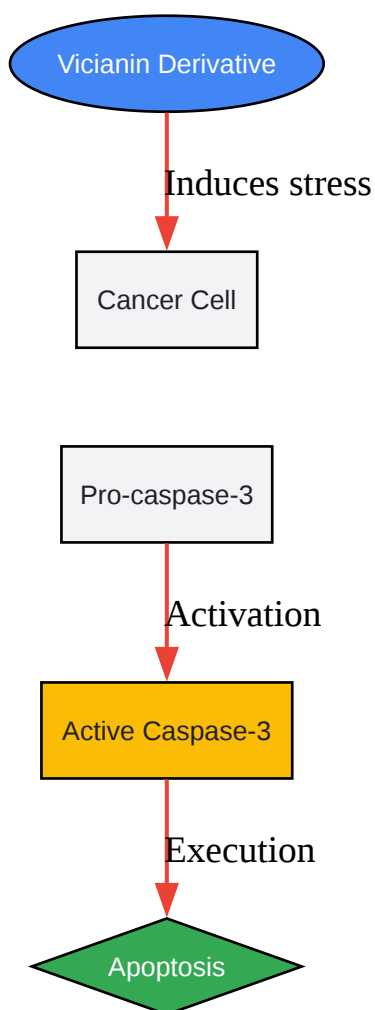 Vicianin Derivative
Induces stress
Cancer Cell
Pro-caspase-3
Activation
Active Caspase-3
Execution
Apoptosis